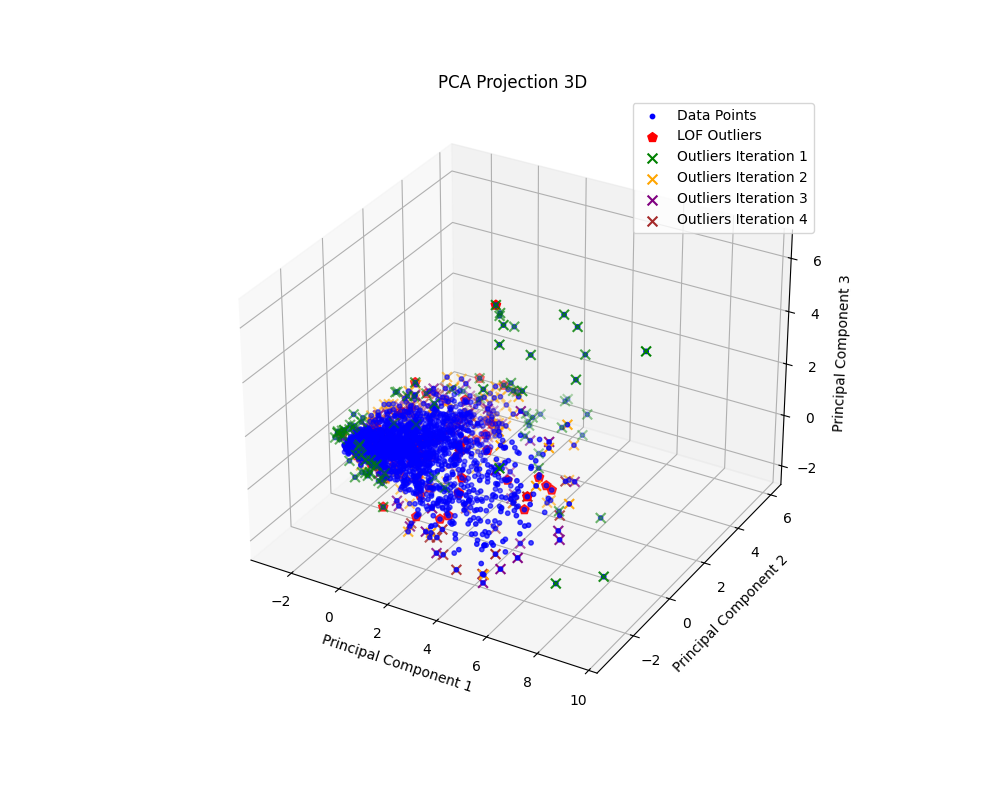 PCA Projection 3D
Data Points
LOF Outliers
Outliers Iteration 1
Outliers Iteration 2
Outliers Iteration 3
Outliers Iteration 4
6
4
2
0
−2
Principal Component 3
6
4
2
0
−2
Principal Component 2
−2
0
2
4
6
8
10
Principal Component 1